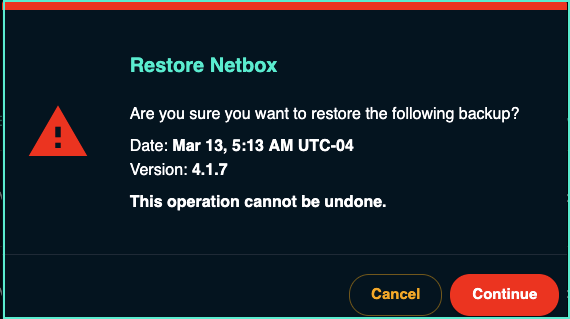 Restore Netbox
Are you sure you want to restore the following backup?
Date: Mar 13, 5:13 AM UTC-04
Version: 4.1.7
This operation cannot be undone.
Cancel
Continue